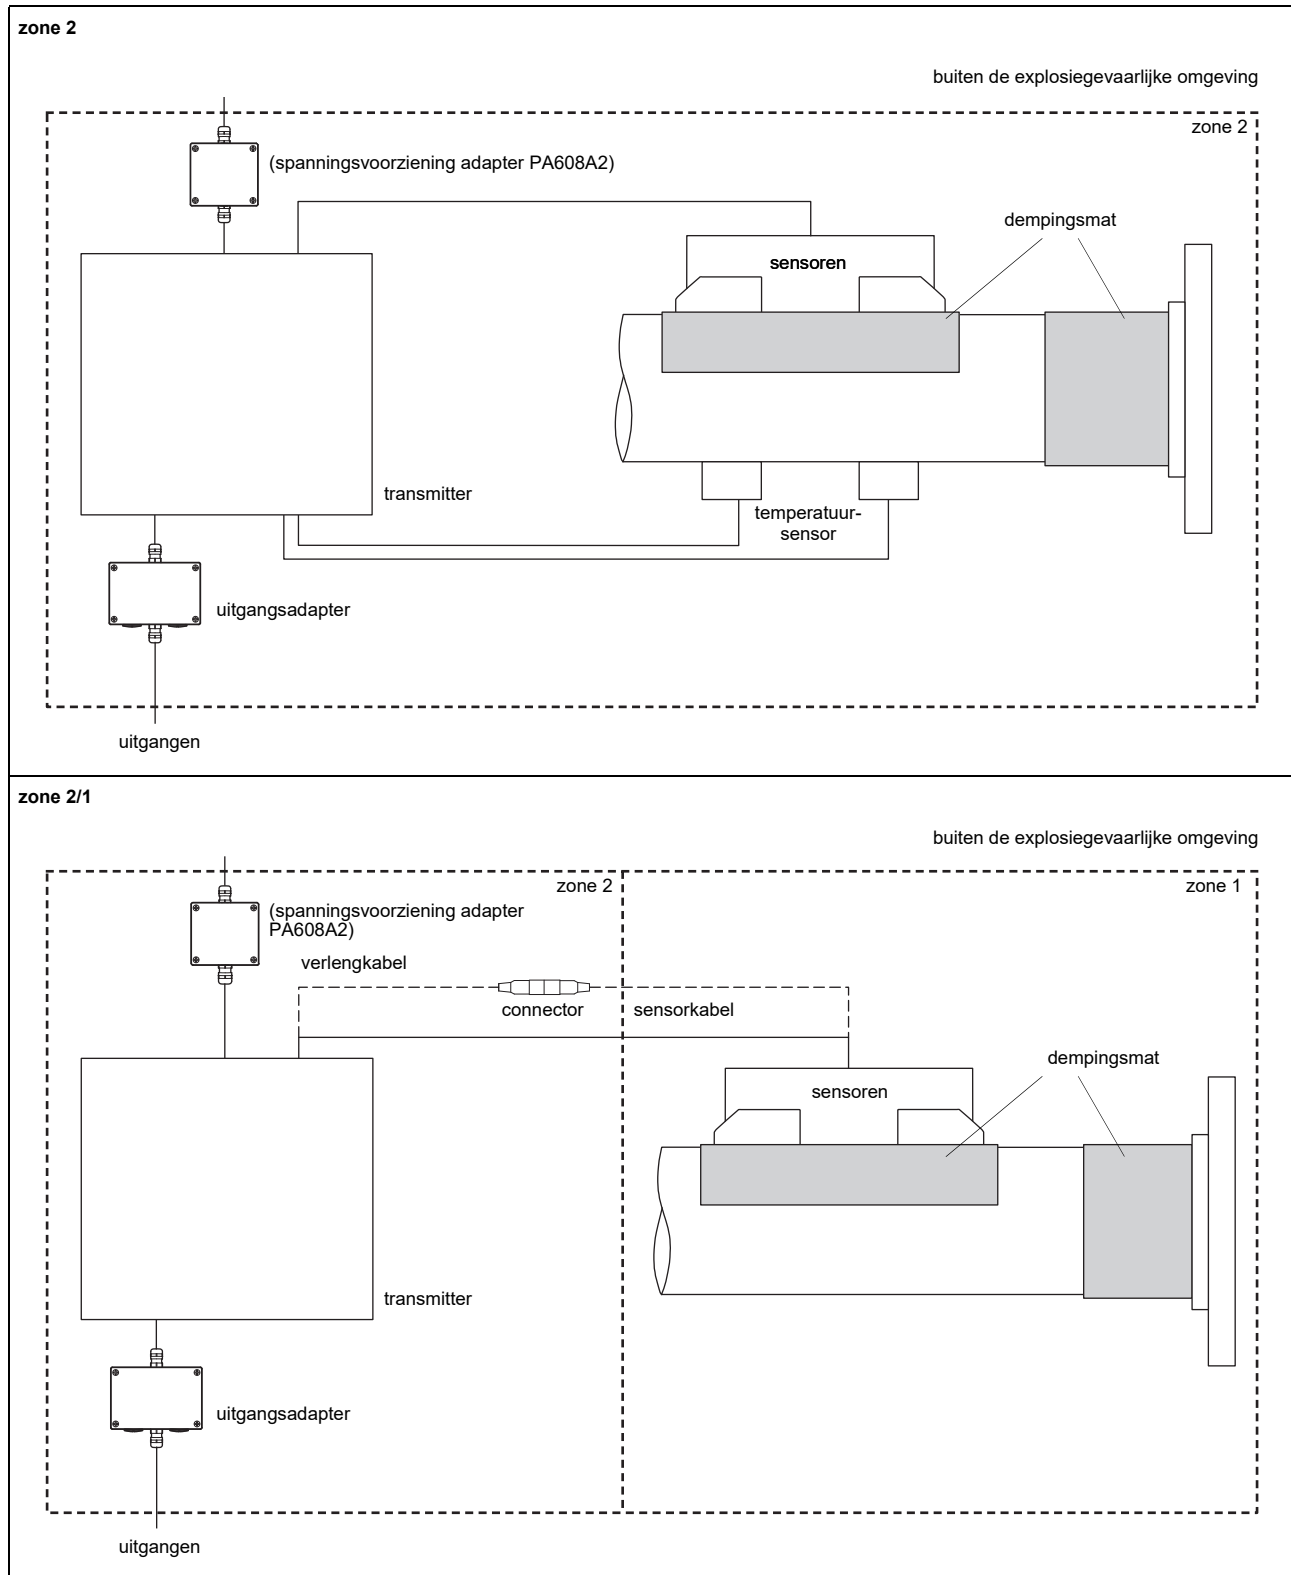 zone 2
buiten de explosiegevaarlijke omgeving
zone 2
(spanningsvoorziening adapter PA608A2)
dempingsmat
sensoren
transmitter
temperatuur-
sensor
uitgangsadapter
uitgangen
zone 2/1
buiten de explosiegevaarlijke omgeving
zone 2
zone 1
(spanningsvoorziening adapter
PA608A2)
verlengkabel
connector
sensorkabel
dempingsmat
sensoren
transmitter
uitgangsadapter
uitgangen